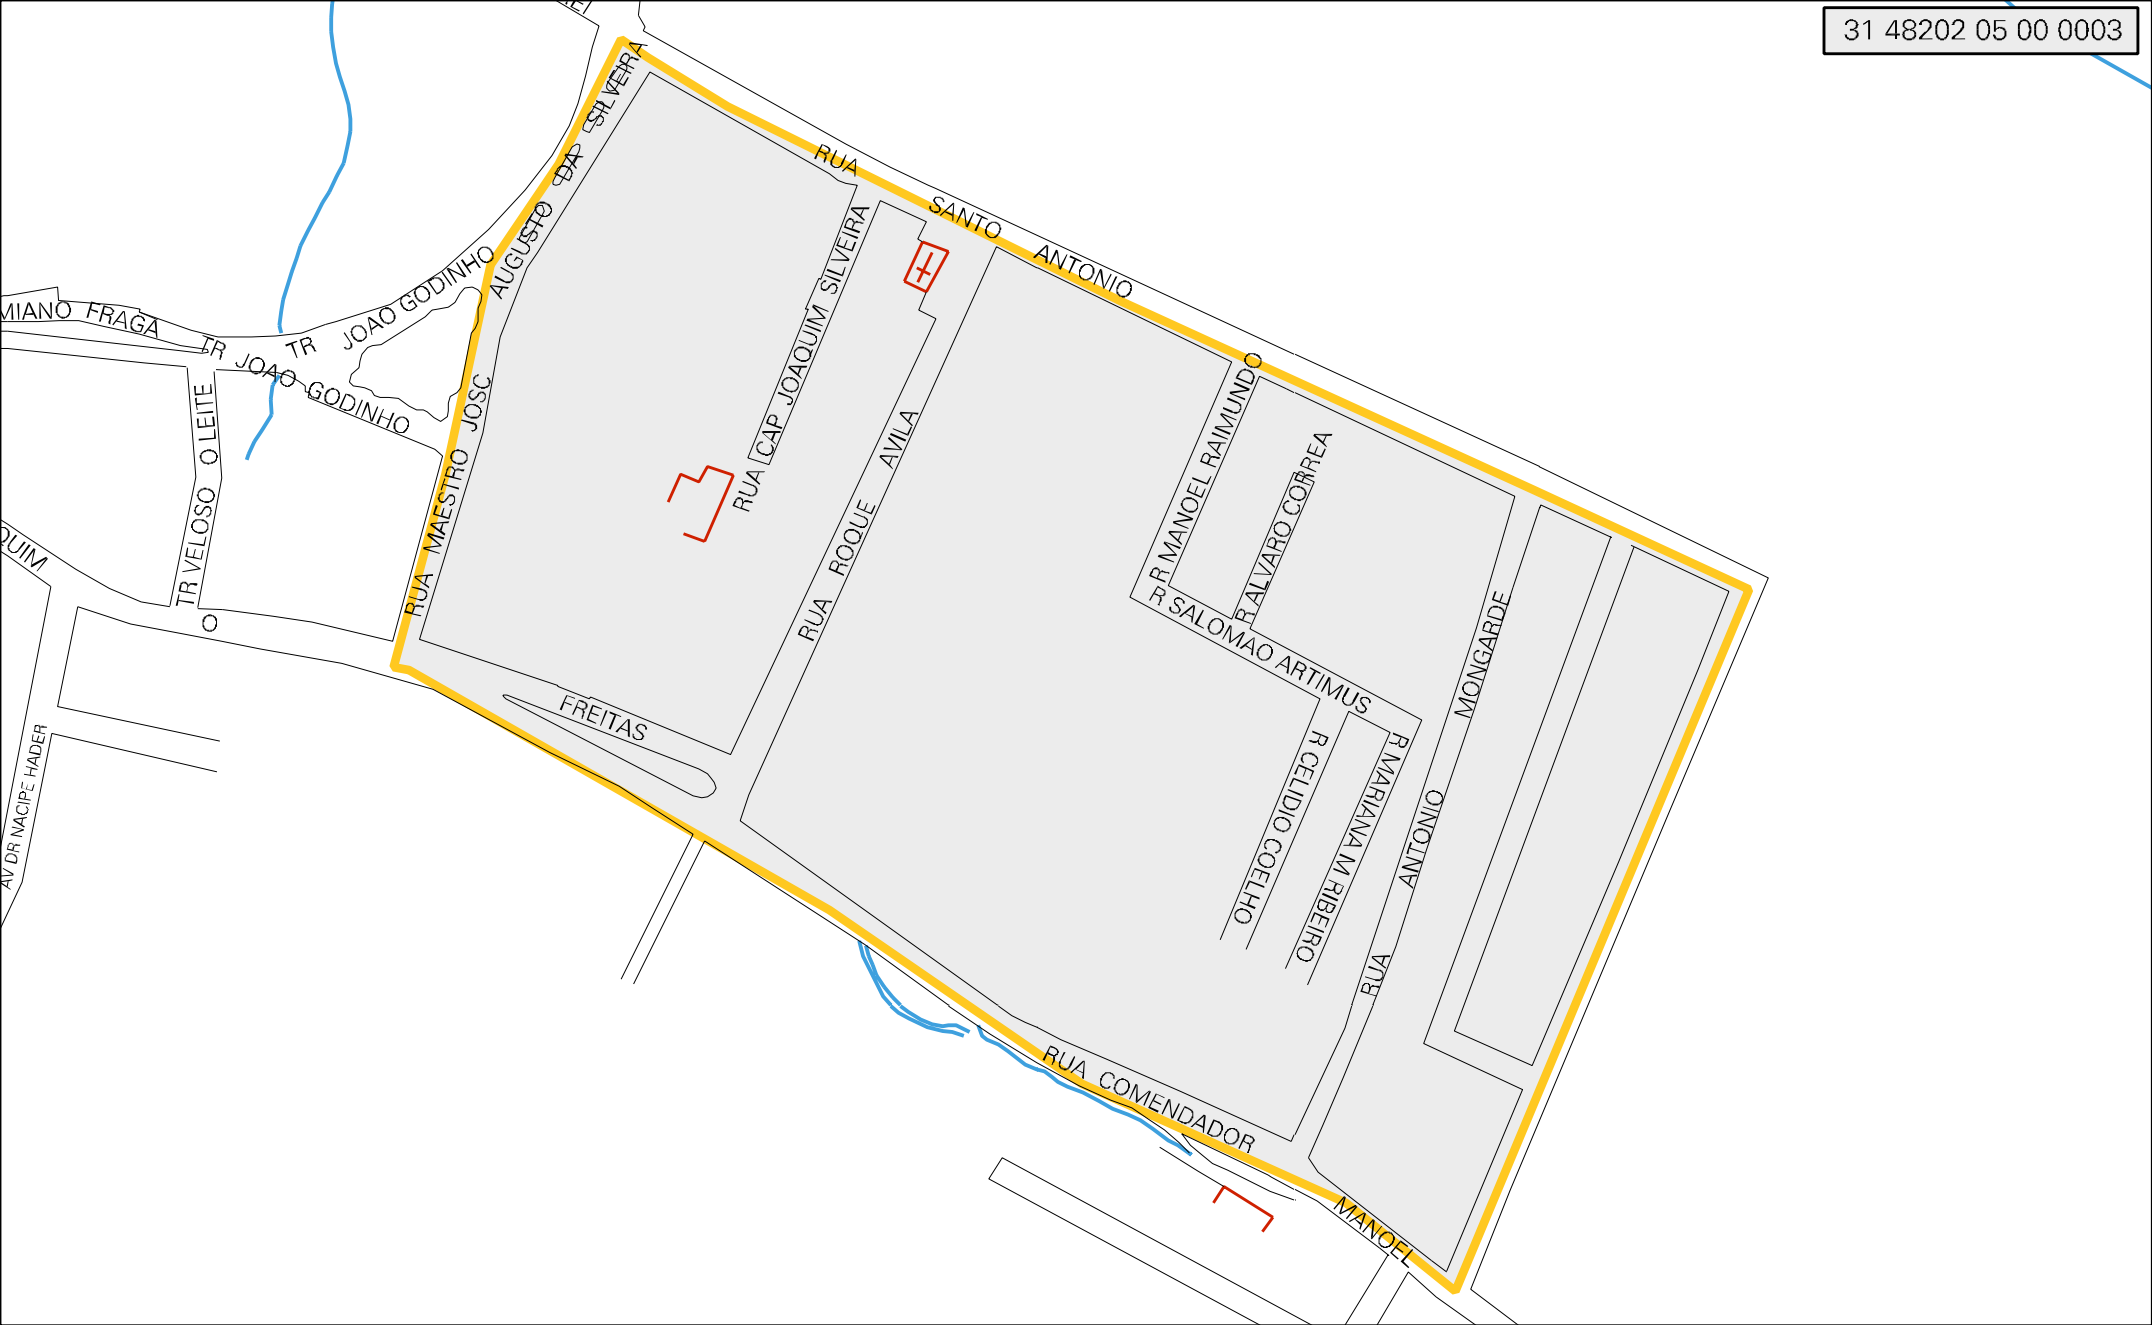 31 48202 05 00 0003
RUA MAESTRO JOSC AUGUSTO DA SILVEIRA
RUA SANTO ANTONIO
RUA CAP JOAQUIM SILVEIRA
RUA ROQUE AVILA
MIANO FRAGA
TR JOAO GODINHO
TR JOAO GODINHO
TR VELOSO O LEITE
QUIM
O
R MANOEL RAIMUNDO
R ALVARO CORREA
R SALOMAO ARTIMUS
RUA ANTONIO MONGARDE
FREITAS
R CELIDIO COELHO
R MARIANA M RIBEIRO
AV DR NACIPE HADER
RUA COMENDADOR MANOEL